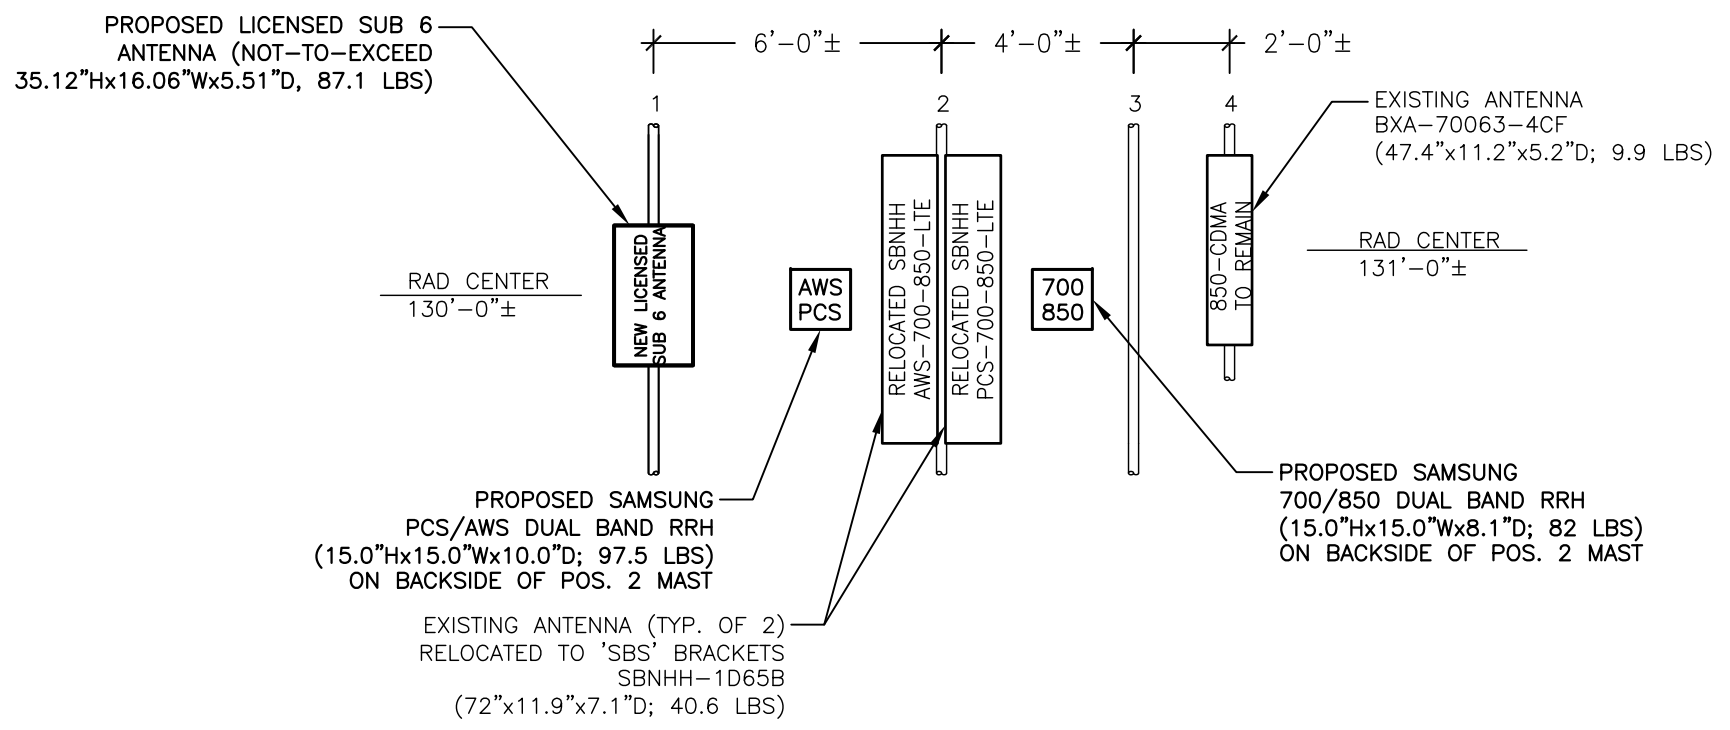 PROPOSED LICENSED SUB 6
ANTENNA (NOT-TO-EXCEED
35.12"Hx16.06"Wx5.51"D, 87.1 LBS)
6'-0"±
4'-0"±
2'-0"±
1
2
3
4
EXISTING ANTENNA
BXA-70063-4CF
(47.4"x11.2"x5.2"D; 9.9 LBS)
RAD CENTER
130'-0"±
NEW LICENSED
SUB 6 ANTENNA
AWS
PCS
RELOCATED SBNHH
AWS-700-850-LTE
RELOCATED SBNHH
PCS-700-850-LTE
700
850
850-CDMA
TO REMAIN
RAD CENTER
131'-0"±
PROPOSED SAMSUNG
PCS/AWS DUAL BAND RRH
(15.0"Hx15.0"Wx10.0"D; 97.5 LBS)
ON BACKSIDE OF POS. 2 MAST
PROPOSED SAMSUNG
700/850 DUAL BAND RRH
(15.0"Hx15.0"Wx8.1"D; 82 LBS)
ON BACKSIDE OF POS. 2 MAST
EXISTING ANTENNA (TYP. OF 2)
RELOCATED TO 'SBS' BRACKETS
SBNHH-1D65B
(72"x11.9"x7.1"D; 40.6 LBS)